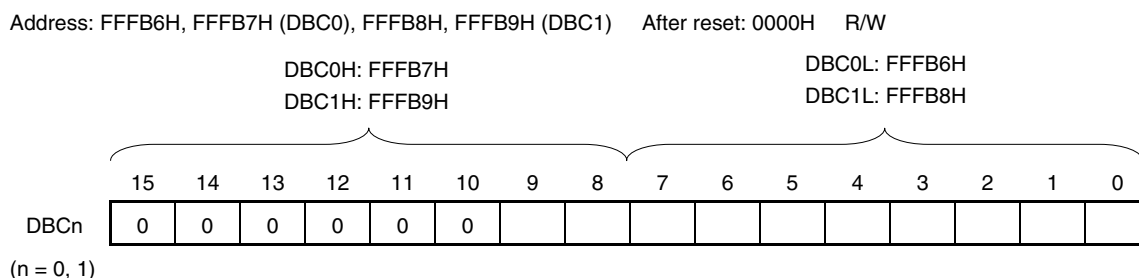 Address: FFFB6H, FFFB7H (DBC0), FFFB8H, FFFB9H (DBC1) After reset: 0000H R/W
DBC0H: FFFB7H DBC0L: FFFB6H
DBC1H: FFFB9H DBC1L: FFFB8H
15 14 13 12 11 10 9 8 7 6 5 4 3 2 1 0
DBCn 0 0 0 0 0 0
(n = 0, 1)